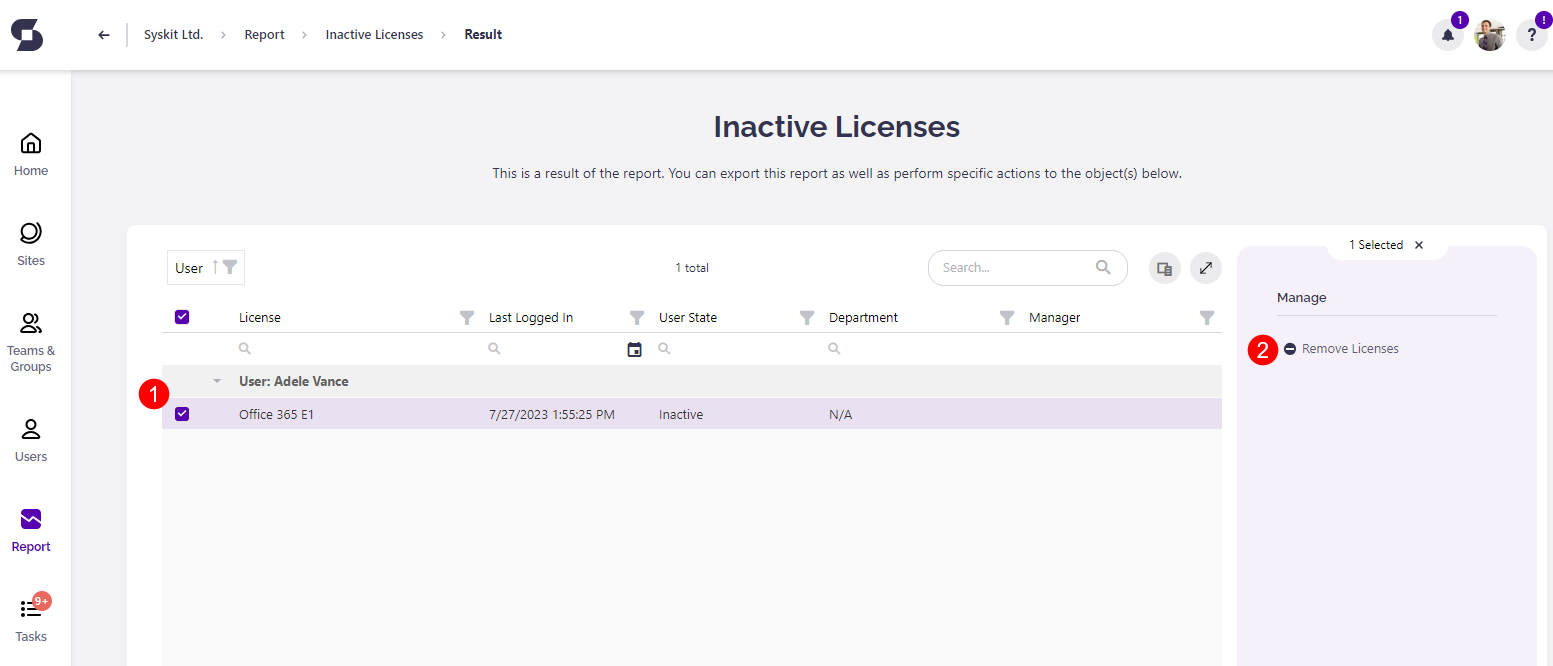 Syskit Ltd. > Report > Inactive Licenses > Result
1
!
?
Home
Sites
Teams &
Groups
Users
Report
9+
Tasks
Inactive Licenses
This is a result of the report. You can export this report as well as perform specific actions to the object(s) below.
User
1 total
Search...
License Last Logged In User State Department Manager
User: Adele Vance
1
Office 365 E1 7/27/2023 1:55:25 PM Inactive N/A
1 Selected
Manage
2 Remove Licenses